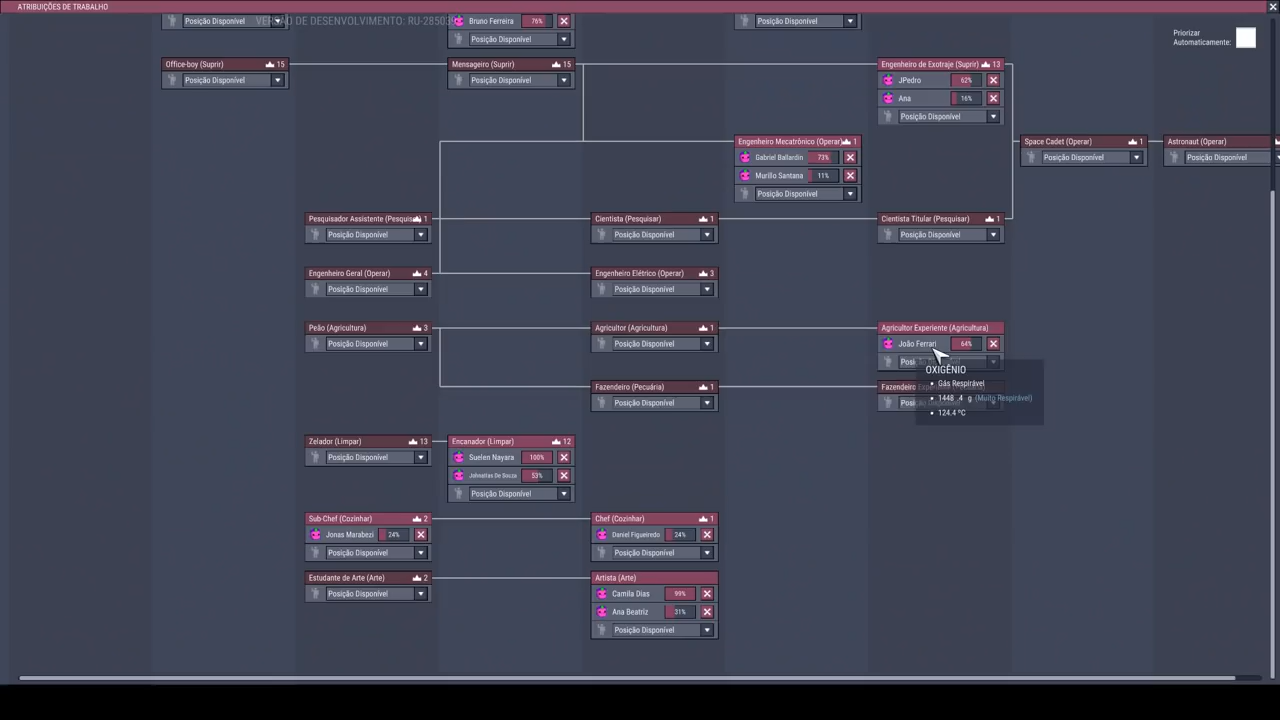 ATRIBUIÇÕES DE TRABALHO
VERSÃO DE DESENVOLVIMENTO: RU-28503
Priorizar
Automaticamente:
Posição Disponível
Bruno Ferreira 76%
Posição Disponível
Posição Disponível
Office-boy (Suprir) 15
Posição Disponível
Mensageiro (Suprir) 15
Posição Disponível
Engenheiro de Exotraje (Suprir) 13
JPedro 62%
Ana 16%
Posição Disponível
Engenheiro Mecatrônico (Operar) 1
Gabriel Ballardin 73%
Murillo Santana 11%
Posição Disponível
Space Cadet (Operar) 1
Posição Disponível
Astronaut (Operar)
Posição Disponível
Pesquisador Assistente (Pesquis 1
Posição Disponível
Cientista (Pesquisar) 1
Posição Disponível
Cientista Titular (Pesquisar) 1
Posição Disponível
Engenheiro Geral (Operar) 4
Posição Disponível
Engenheiro Elétrico (Operar) 3
Posição Disponível
Peão (Agricultura) 3
Posição Disponível
Agricultor (Agricultura) 1
Posição Disponível
Agricultor Experiente (Agricultura)
João Ferrari 64%
OXIGÊNIO
Gás Respirável
1448 .4 g (Muito Respirável)
124.4 ºC
Fazendeiro (Pecuária) 1
Posição Disponível
Fazendeiro
Zelador (Limpar) 13
Posição Disponível
Encanador (Limpar) 12
Suelen Nayara 100%
Johnatías De Souza 53%
Posição Disponível
Sub-Chef (Cozinhar) 2
Jonas Marabezi 24%
Posição Disponível
Chef (Cozinhar) 1
Daniel Figueiredo 24%
Posição Disponível
Estudante de Arte (Arte) 2
Posição Disponível
Artista (Arte)
Camila Dias 99%
Ana Beatriz 31%
Posição Disponível